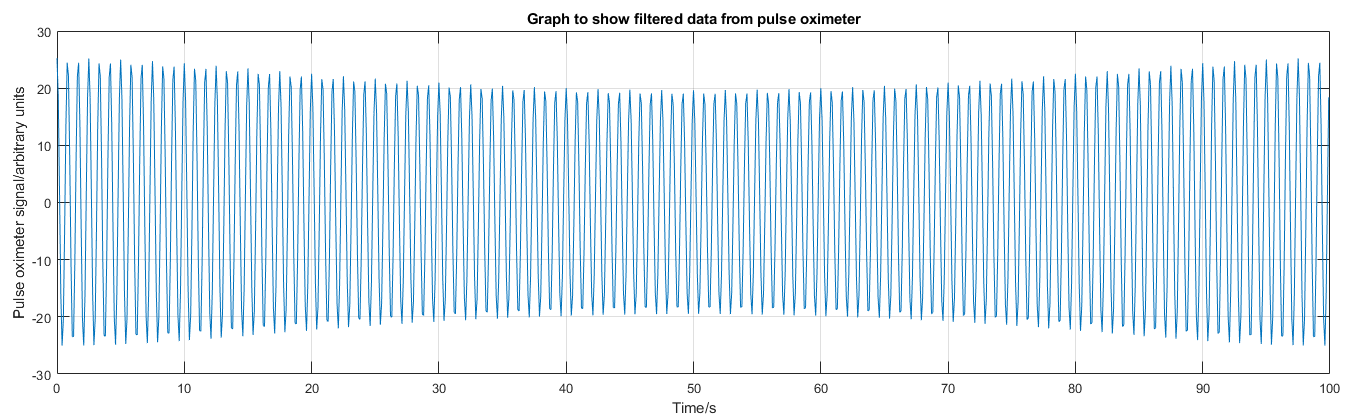 Graph to show filtered data from pulse oximeter
Pulse oximeter signal/arbitrary units
30
20
10
0
-10
-20
-30
0 10 20 30 40 50 60 70 80 90 100
Time/s